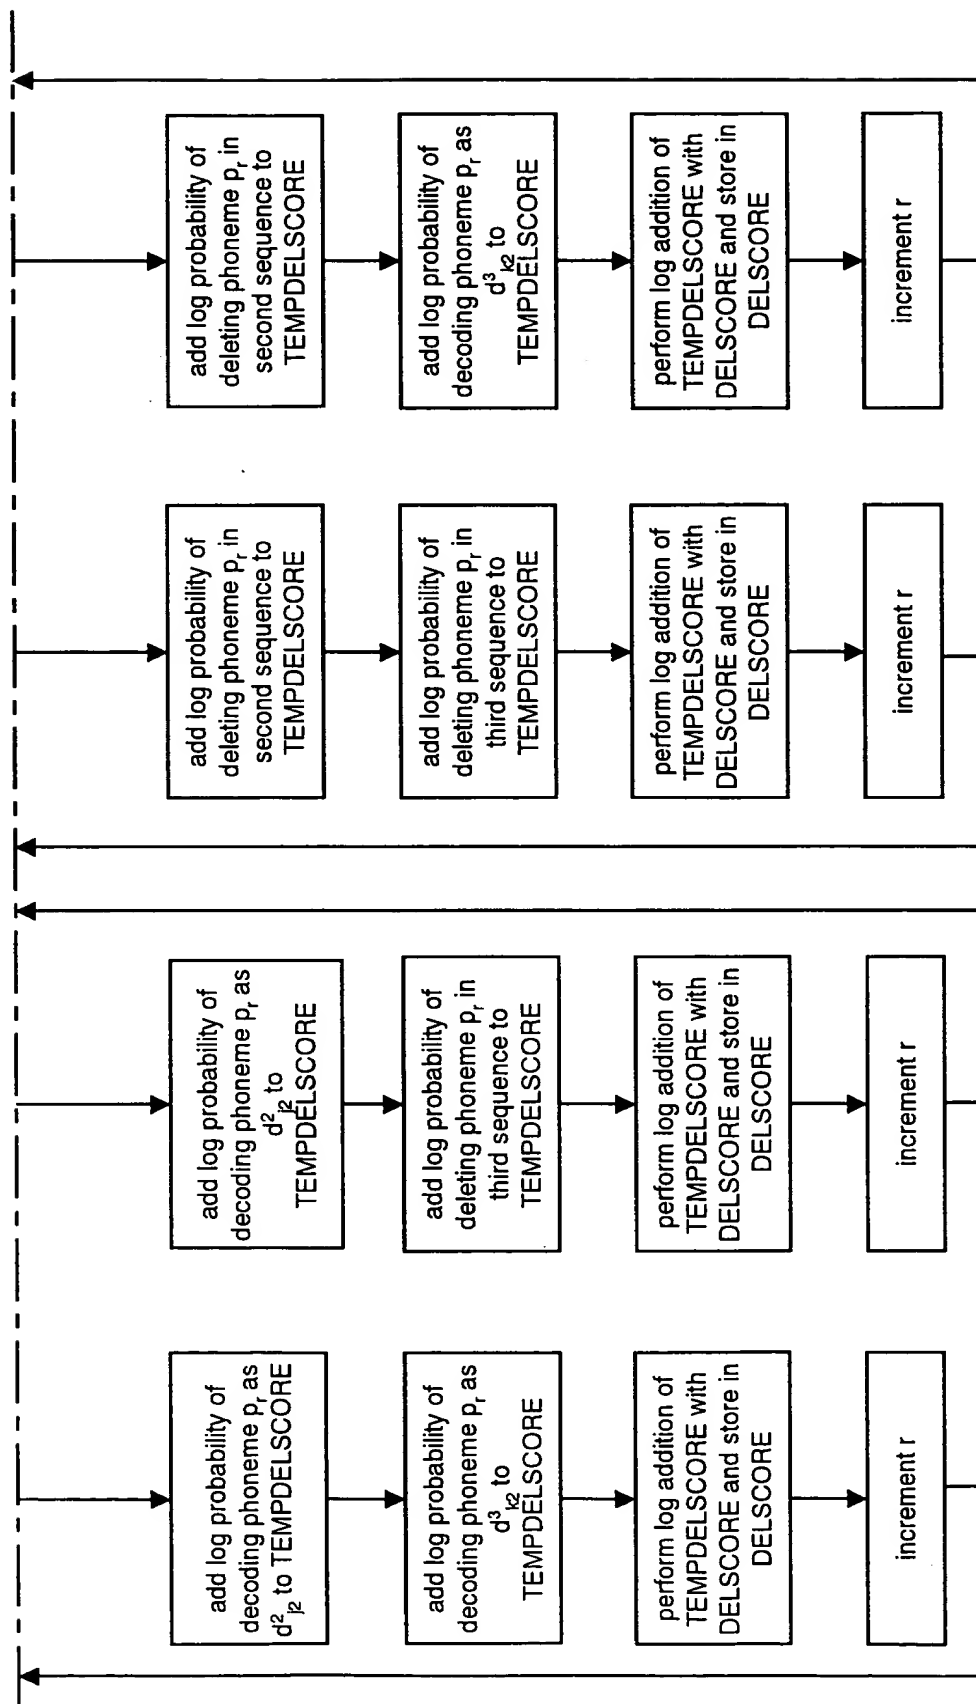 add log probability of
decoding phoneme pᵣ as
d²ⱼ₂ to TEMPDELSCORE
add log probability of
decoding phoneme pᵣ as
d³ₖ₂ to
TEMPDELSCORE
perform log addition of
TEMPDELSCORE with
DELSCORE and store in
DELSCORE
increment r
add log probability of
decoding phoneme pᵣ as
d²ⱼ₂ to
TEMPDELSCORE
add log probability of
deleting phoneme pᵣ in
third sequence to
TEMPDELSCORE
perform log addition of
TEMPDELSCORE with
DELSCORE and store in
DELSCORE
increment r
add log probability of
deleting phoneme pᵣ in
second sequence to
TEMPDELSCORE
add log probability of
deleting phoneme pᵣ in
third sequence to
TEMPDELSCORE
perform log addition of
TEMPDELSCORE with
DELSCORE and store in
DELSCORE
increment r
add log probability of
deleting phoneme pᵣ in
second sequence to
TEMPDELSCORE
add log probability of
decoding phoneme pᵣ as
d³ₖ₂ to
TEMPDELSCORE
perform log addition of
TEMPDELSCORE with
DELSCORE and store in
DELSCORE
increment r